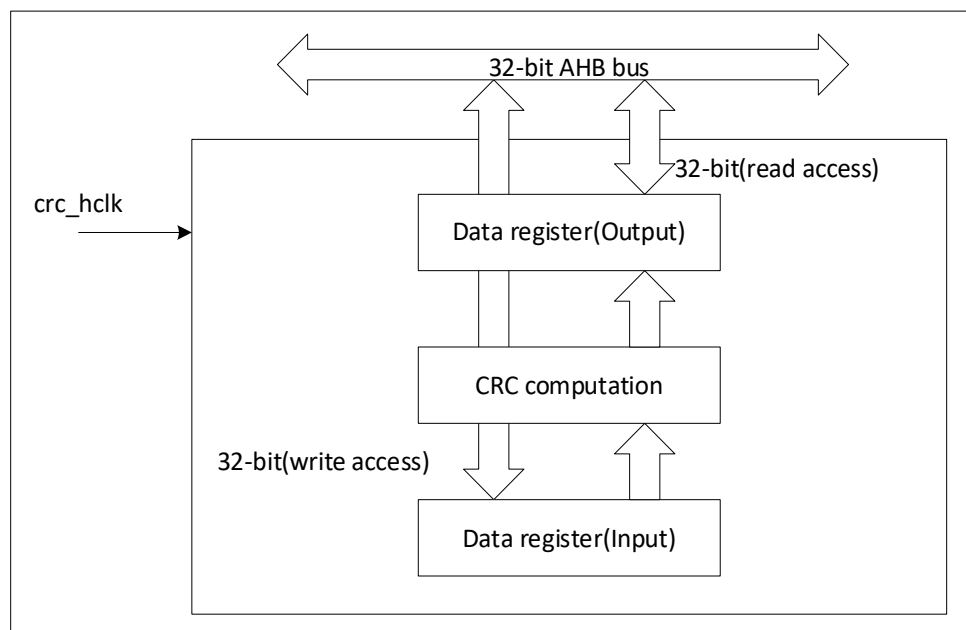 32-bit AHB bus
32-bit(read access)
crc_hclk
Data register(Output)
CRC computation
32-bit(write access)
Data register(Input)